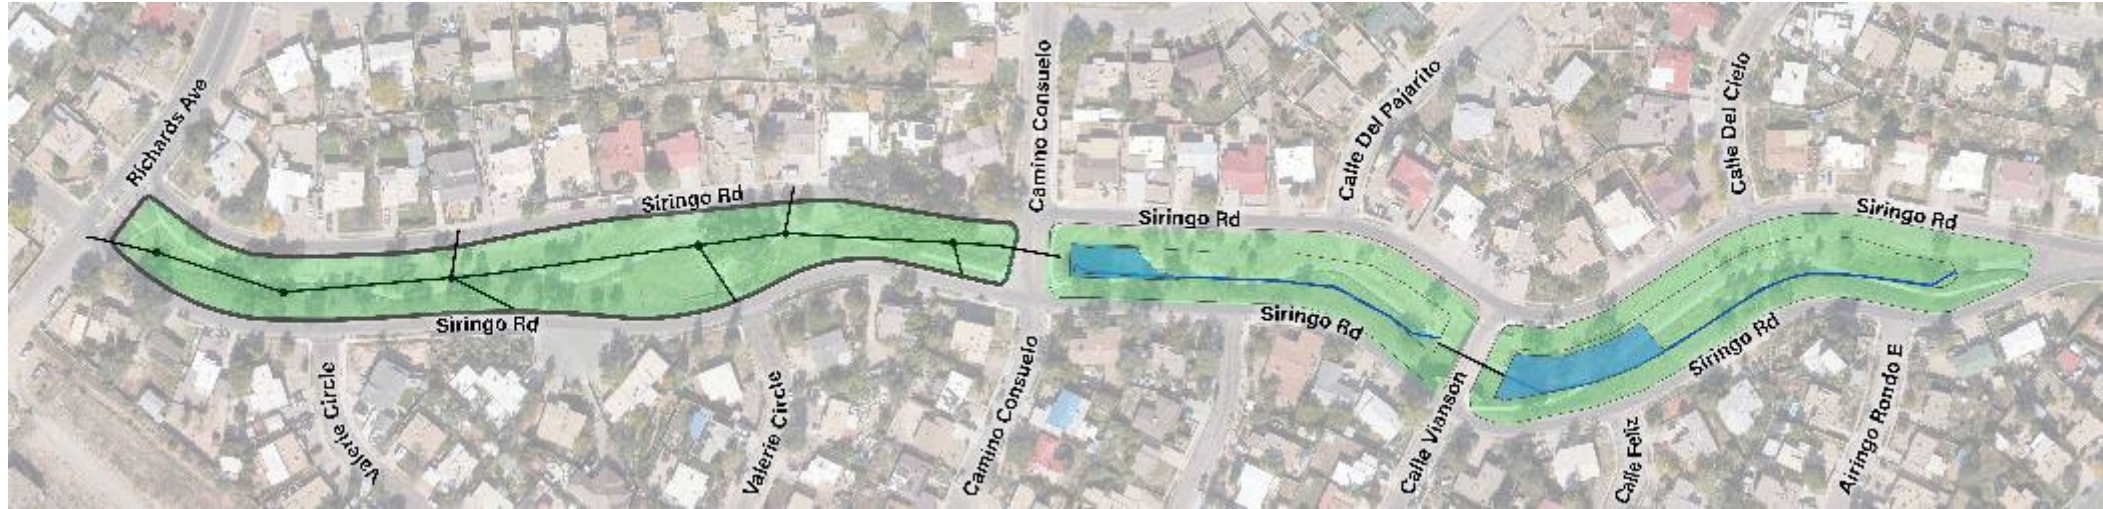 Richards Ave
Siringo Rd
Camino Consuelo
Siringo Rd
Calle Del Pajarito
Calle Del Cielo
Siringo Rd
Siringo Rd
Siringo Rd
Siringo Rd
Valerie Circle
Valerie Circle
Camino Consuelo
Calle Vianson
Calle Feliz
Airingo Rondo E